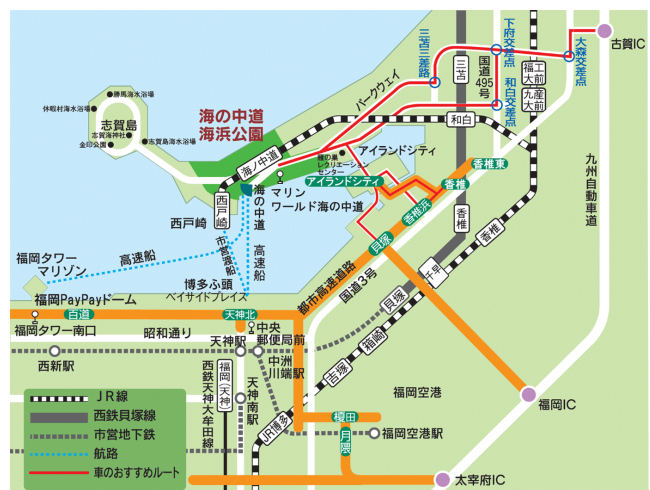 古賀IC
下府交差点
大森交差点
三苫三差路
国道495号
和白交差点
三苫
福工大前
九産大前
パークウェイ
勝馬海水浴場
休暇村海水浴場
志賀島
志賀海神社
金印公園
志賀島海水浴場
海の中道
海浜公園
海ノ中道
和白
雁の巣
レクリエーション
センター
アイランドシティ
アイランドシティ
マリン
ワールド海の中道
香椎東
香椎
香椎浜
香椎
香椎
西戸崎
西戸崎
海の中道
市営渡船
高速船
高速船
福岡タワー
マリゾン
博多ふ頭
ベイサイドプレイス
貝塚
千早
貝塚
都市高速道路
国道3号
九州自動車道
福岡PayPayドーム
百道
天神北
福岡タワー南口
昭和通り
中央
郵便局前
天神駅
西新駅
中洲
川端駅
箱崎
吉塚
福岡(天神)
西鉄天神大牟田線
天神南駅
JR博多
榎田
月隈
福岡空港
福岡空港駅
福岡IC
太宰府IC
JR線
西鉄貝塚線
市営地下鉄
航路
車のおすすめルート